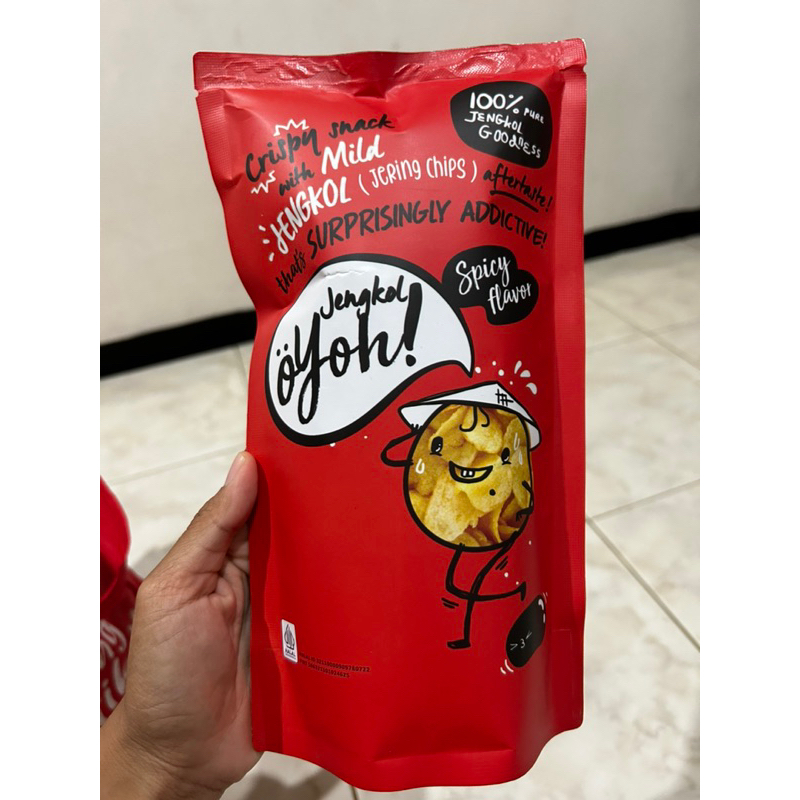 100% PURE
JENGKOL
GOODNESS
Crispy snack
with Mild
JENGKOL (JERing CHiPS) aftertaste!
that's SURPRISINGLY ADDICTIVE!
Spicy
flavor
Jengkol
öYoh!
HALAL